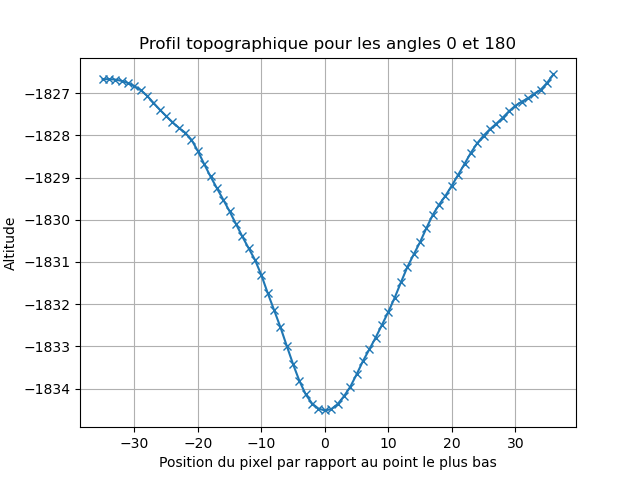 Profil topographique pour les angles 0 et 180
Altitude
−1827
−1828
−1829
−1830
−1831
−1832
−1833
−1834
−30 −20 −10 0 10 20 30
Position du pixel par rapport au point le plus bas